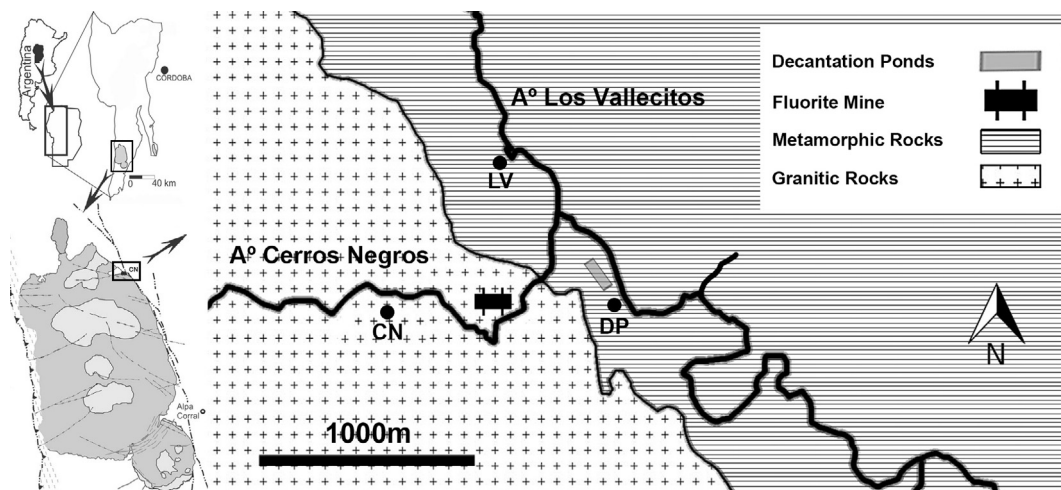 Argentina
CÓRDOBA
0 40 km
CN
Alpa
Corral
Aº Los Vallecitos
LV
Aº Cerros Negros
CN
DP
1000m
N
Decantation Ponds
Fluorite Mine
Metamorphic Rocks
Granitic Rocks